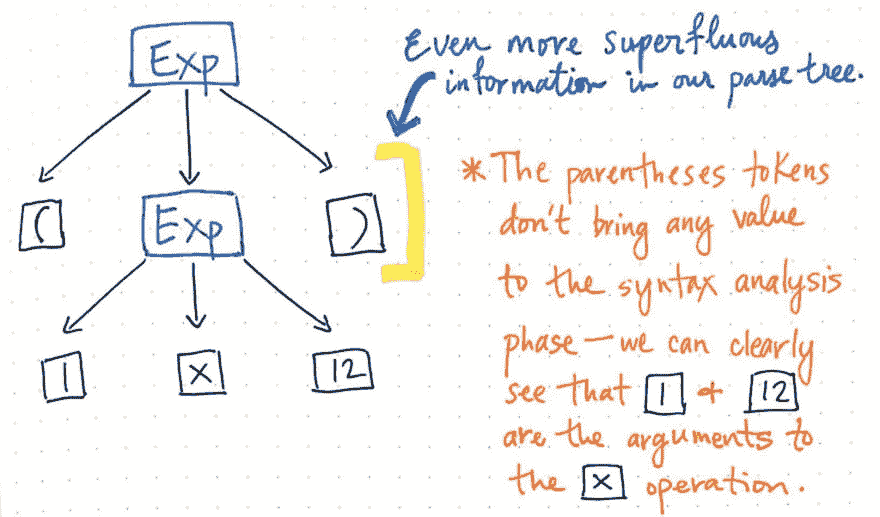 Exp
Even more superfluous
information in our parse tree.
( Exp )
1 x 12
* The parentheses tokens
don't bring any value
to the syntax analysis
phase — we can clearly
see that 1 + 12
are the arguments to
the x operation.